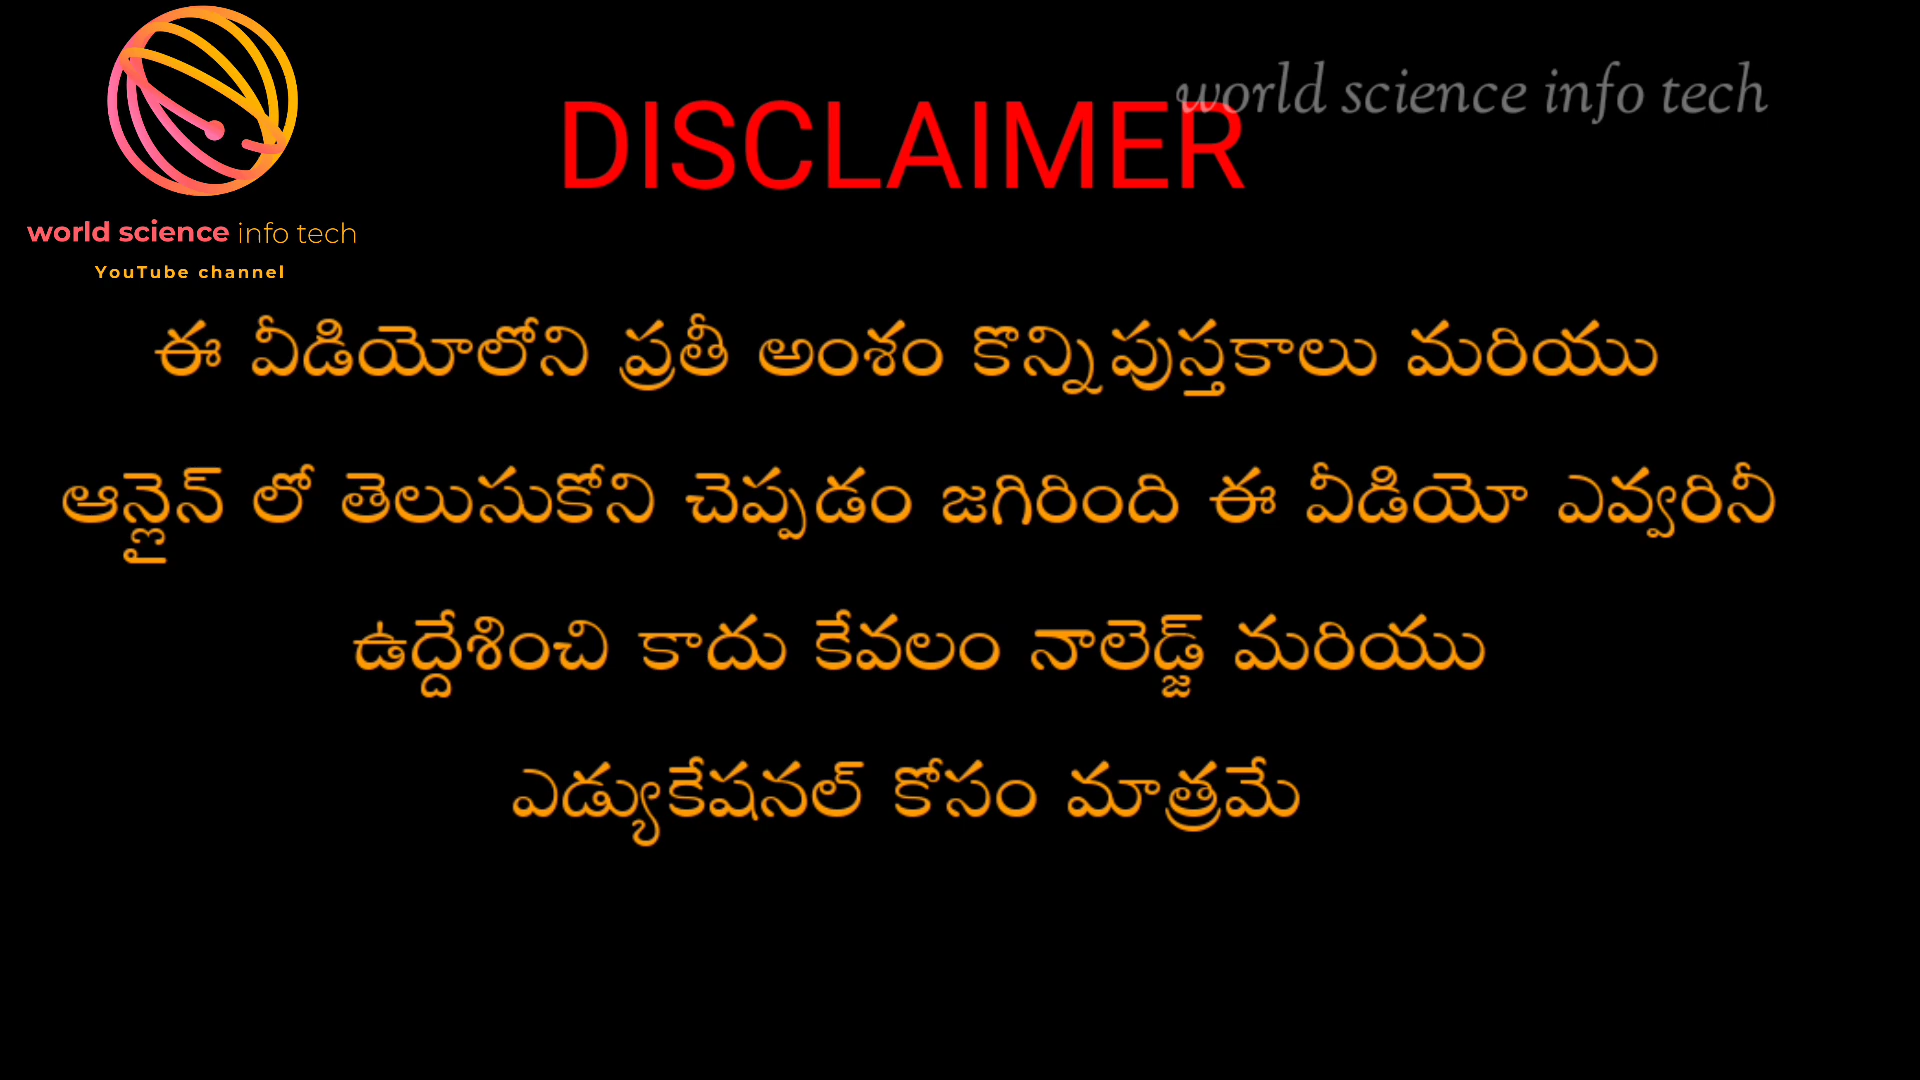 world science info tech
DISCLAIMER
world science info tech
YouTube channel
ఈ వీడియోలోని ప్రతీ అంశం కొన్నిపుస్తకాలు మరియు
ఆన్లైన్ లో తెలుసుకోని చెప్పడం జగిరింది ఈ వీడియో ఎవ్వరినీ
ఉద్దేశించి కాదు కేవలం నాలెడ్జ్ మరియు
ఎడ్యుకేషనల్ కోసం మాత్రమే